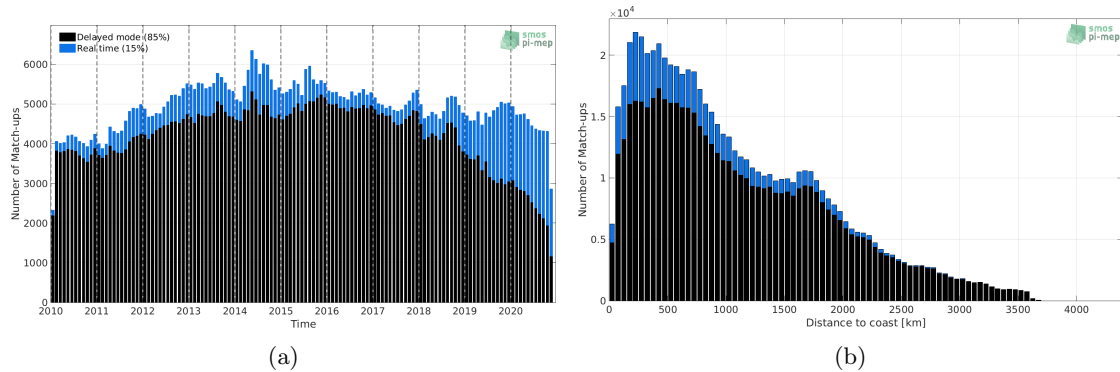 Delayed mode (85%)
Real time (15%)
smos
pi-mep
Number of Match-ups
6000
5000
4000
3000
2000
1000
0
2010 2011 2012 2013 2014 2015 2016 2017 2018 2019 2020
Time
(a)
×10⁴
smos
pi-mep
Number of Match-ups
2
1.5
1
0.5
0
0 500 1000 1500 2000 2500 3000 3500 4000
Distance to coast [km]
(b)